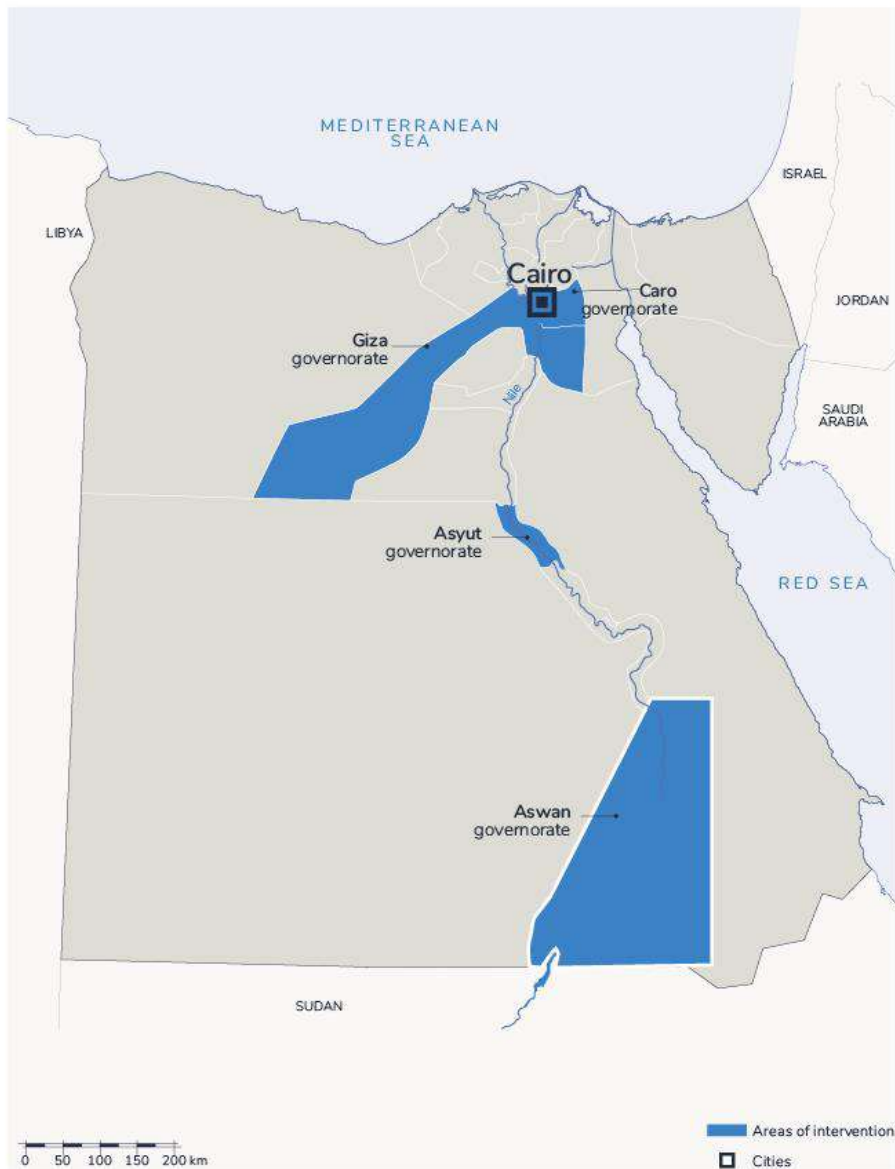 MEDITERRANEAN
SEA
ISRAEL
LIBYA
Cairo
Caro
governorate
JORDAN
Giza
governorate
Nile
SAUDI
ARABIA
Asyut
governorate
RED SEA
Aswan
governorate
SUDAN
Areas of intervention
0 50 100 150 200 km
Cities